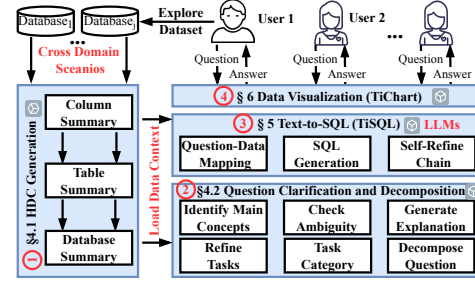 Database1
Databasej
...
Explore
Dataset
User 1
User 2
...
Cross Domain
Sceanios
Question
Answer
Question
Answer
Question
Answer
4 § 6 Data Visualization (TiChart)
3 § 5 Text-to-SQL (TiSQL) LLMs
Question-Data
Mapping
SQL
Generation
Self-Refine
Chain
2 §4.2 Question Clarification and Decomposition
Identify Main
Concepts
Check
Ambiguity
Generate
Explanation
Refine
Tasks
Task
Category
Decompose
Question
1 §4.1 HDC Generation
Column
Summary
Table
Summary
Database
Summary
Load Data Context